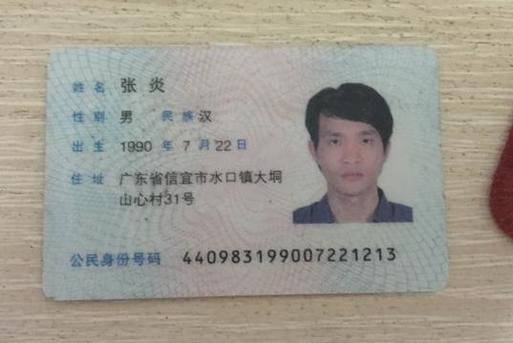 姓名 张炎
性别 男 民族 汉
出生 1990 年 7 月 22 日
住址 广东省信宜市水口镇大垌
山心村31号
公民身份号码 440983199007221213